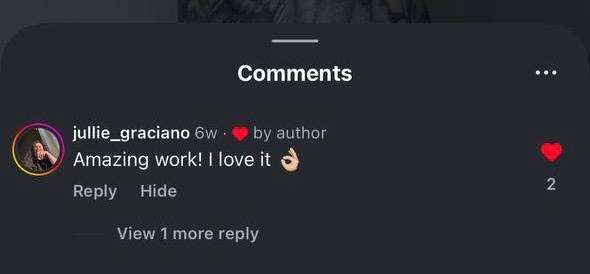 Comments
jullie_graciano 6w · ❤️ by author
Amazing work! I love it 👌🏼
2
Reply Hide
View 1 more reply